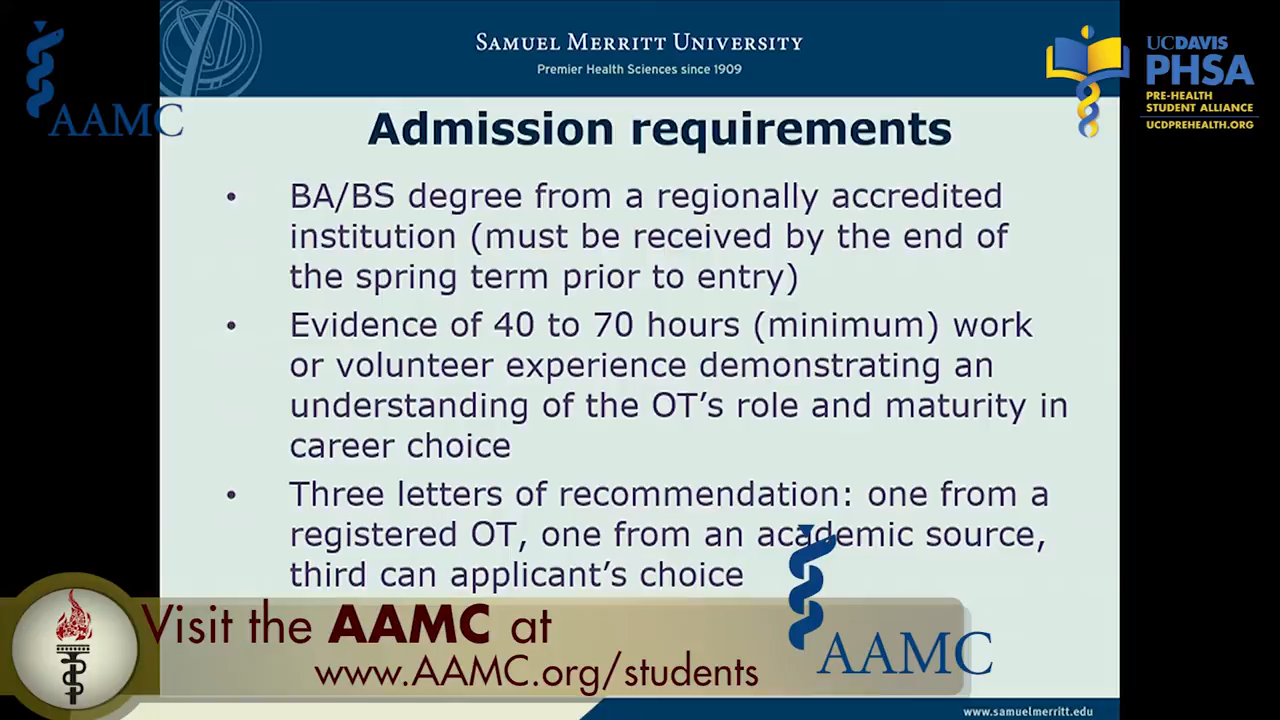 SAMUEL MERRITT UNIVERSITY
Premier Health Sciences since 1909
AAMC
UCDAVIS
PHSA
PRE-HEALTH
STUDENT ALLIANCE
UCDPREHEALTH.ORG
Admission requirements
• BA/BS degree from a regionally accredited
institution (must be received by the end of
the spring term prior to entry)
• Evidence of 40 to 70 hours (minimum) work
or volunteer experience demonstrating an
understanding of the OT's role and maturity in
career choice
• Three letters of recommendation: one from a
registered OT, one from an academic source,
third can applicant's choice
Visit the AAMC at
www.AAMC.org/students
AAMC
www.samuelmerritt.edu